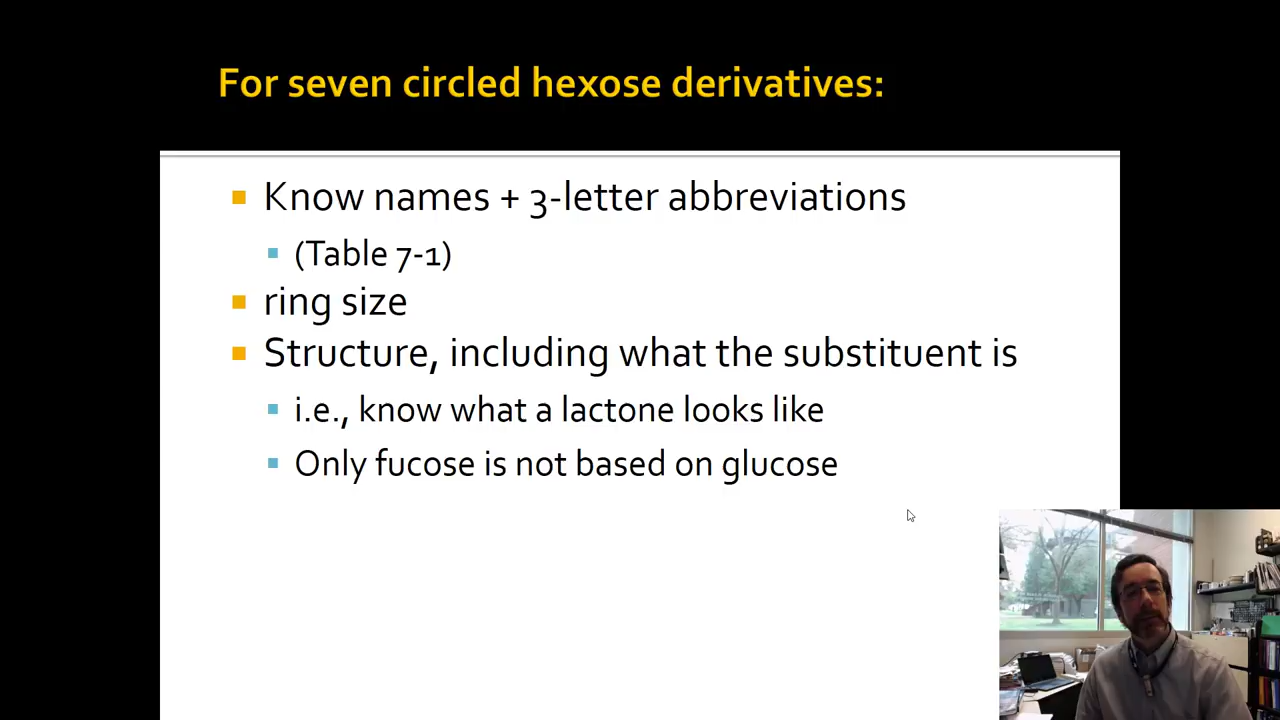 For seven circled hexose derivatives:
Know names + 3-letter abbreviations
(Table 7-1)
ring size
Structure, including what the substituent is
i.e., know what a lactone looks like
Only fucose is not based on glucose